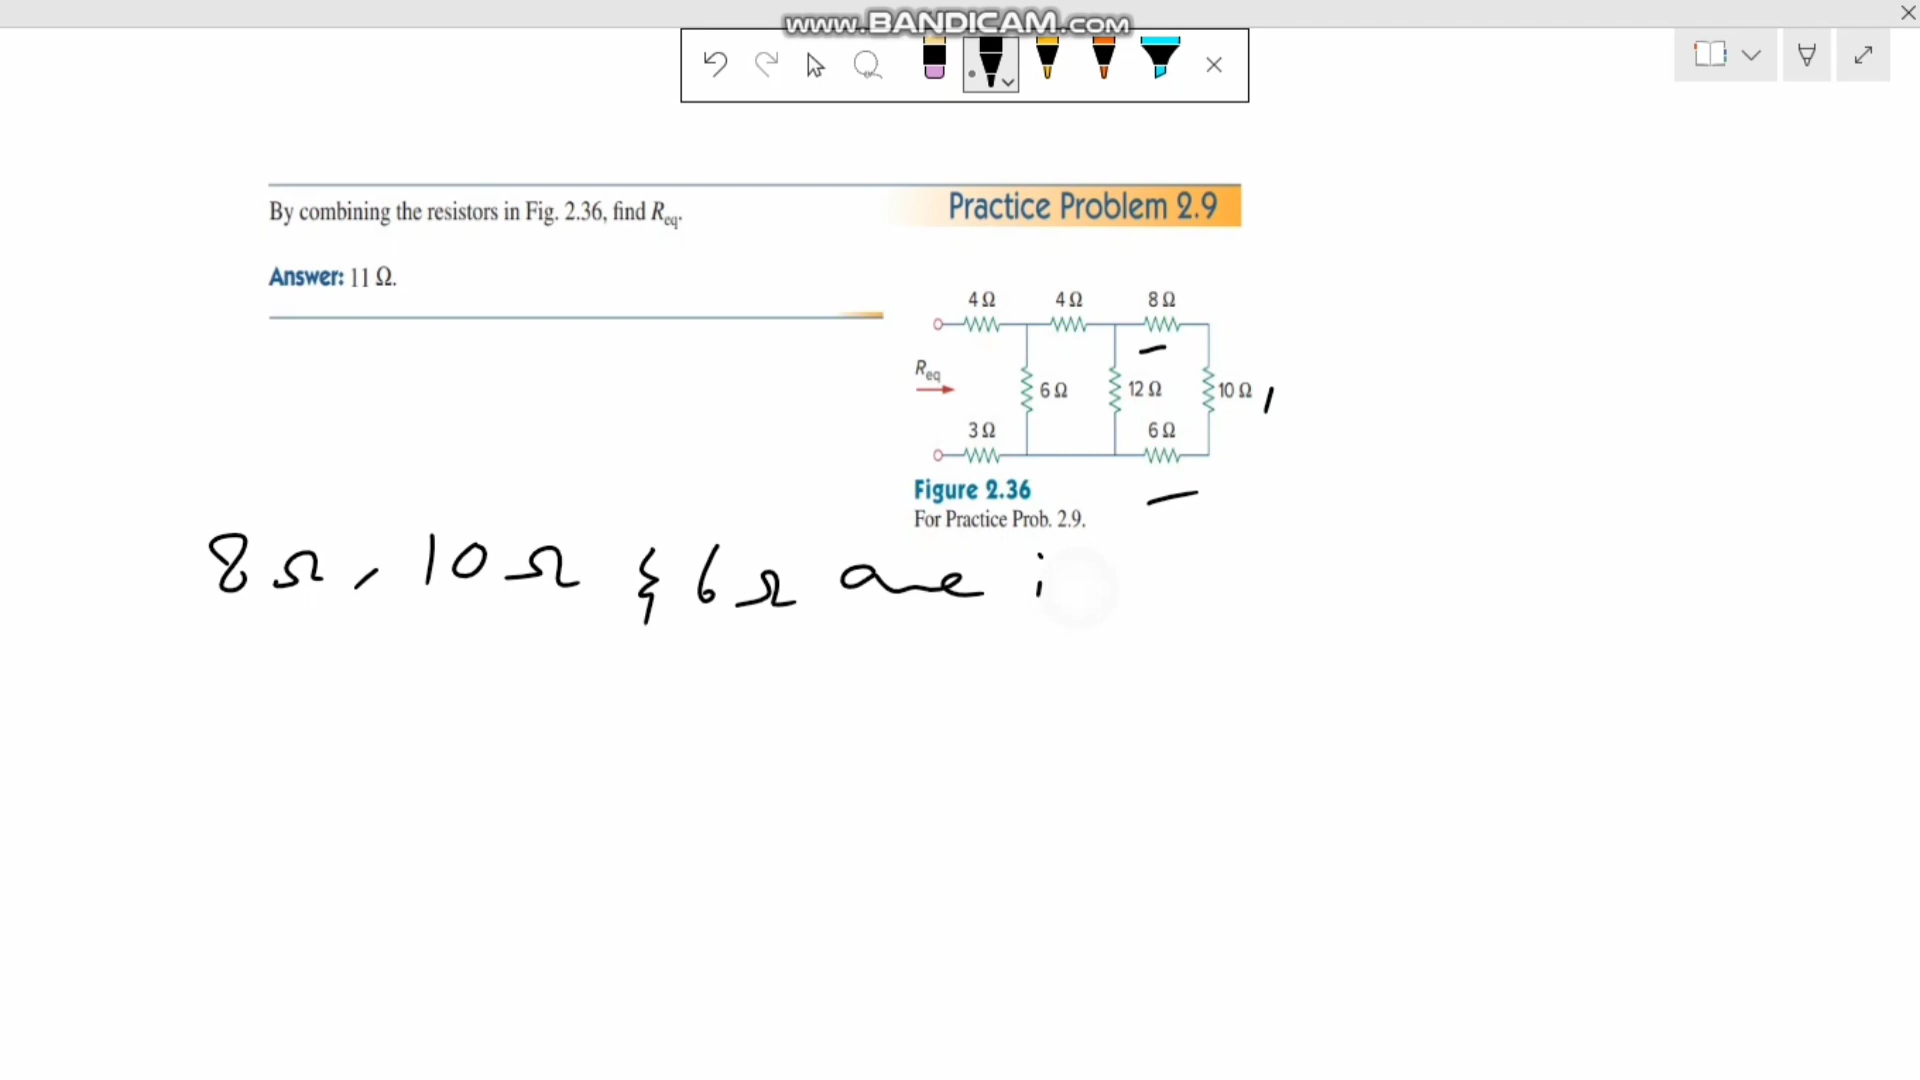 www.BANDICAM.com
Practice Problem 2.9
By combining the resistors in Fig. 2.36, find Req.
Answer: 11 Ω.
4 Ω 4 Ω 8 Ω
Req
6 Ω 12 Ω 10 Ω
3 Ω 6 Ω
Figure 2.36
For Practice Prob. 2.9.
8Ω, 10Ω & 6Ω are i